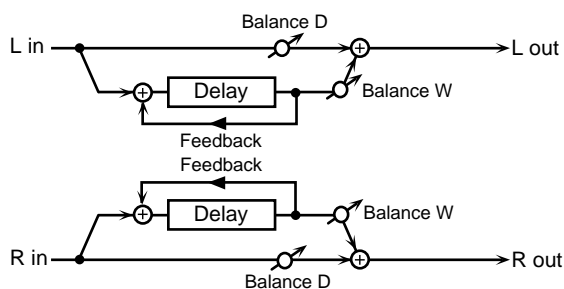 Balance D
L in
L out
Delay
Balance W
Feedback
Feedback
Delay
Balance W
R in
R out
Balance D